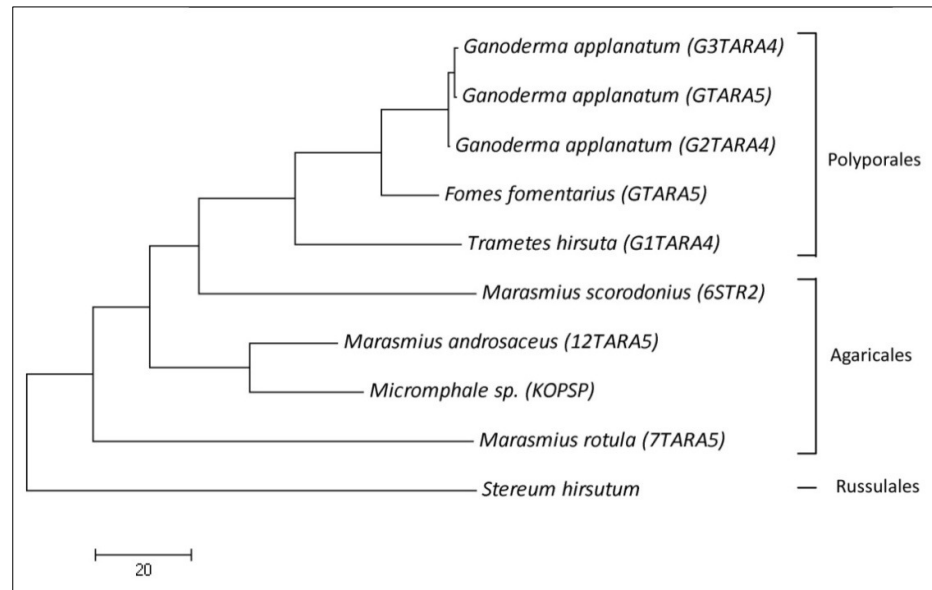 Ganoderma applanatum (G3TARA4)
Ganoderma applanatum (GTARA5)
Ganoderma applanatum (G2TARA4)
Polyporales
Fomes fomentarius (GTARA5)
Trametes hirsuta (G1TARA4)
Marasmius scorodonius (6STR2)
Marasmius androsaceus (12TARA5)
Agaricales
Micromphale sp. (KOPSP)
Marasmius rotula (7TARA5)
Stereum hirsutum
Russulales
20